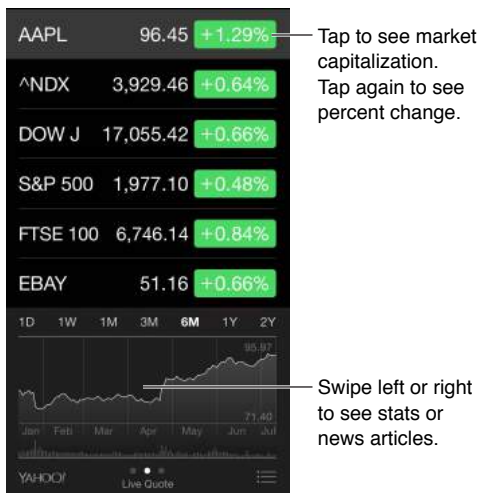 AAPL 96.45 +1.29%
^NDX 3,929.46 +0.64%
DOW J 17,055.42 +0.66%
S&P 500 1,977.10 +0.48%
FTSE 100 6,746.14 +0.84%
EBAY 51.16 +0.66%
1D 1W 1M 3M 6M 1Y 2Y
95.97
71.40
Jan Feb Mar Apr May Jun Jul
YAHOO!
Live Quote
Tap to see market
capitalization.
Tap again to see
percent change.
Swipe left or right
to see stats or
news articles.